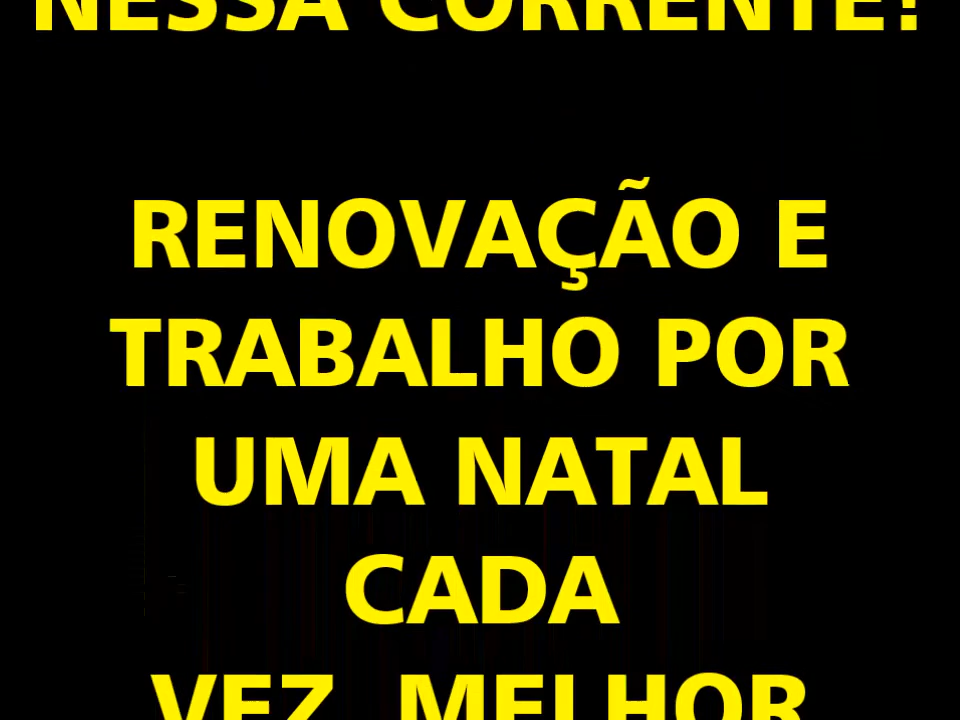 NESSA CORRENTE!
RENOVAÇÃO E
TRABALHO POR
UMA NATAL
CADA
VEZ MELHOR